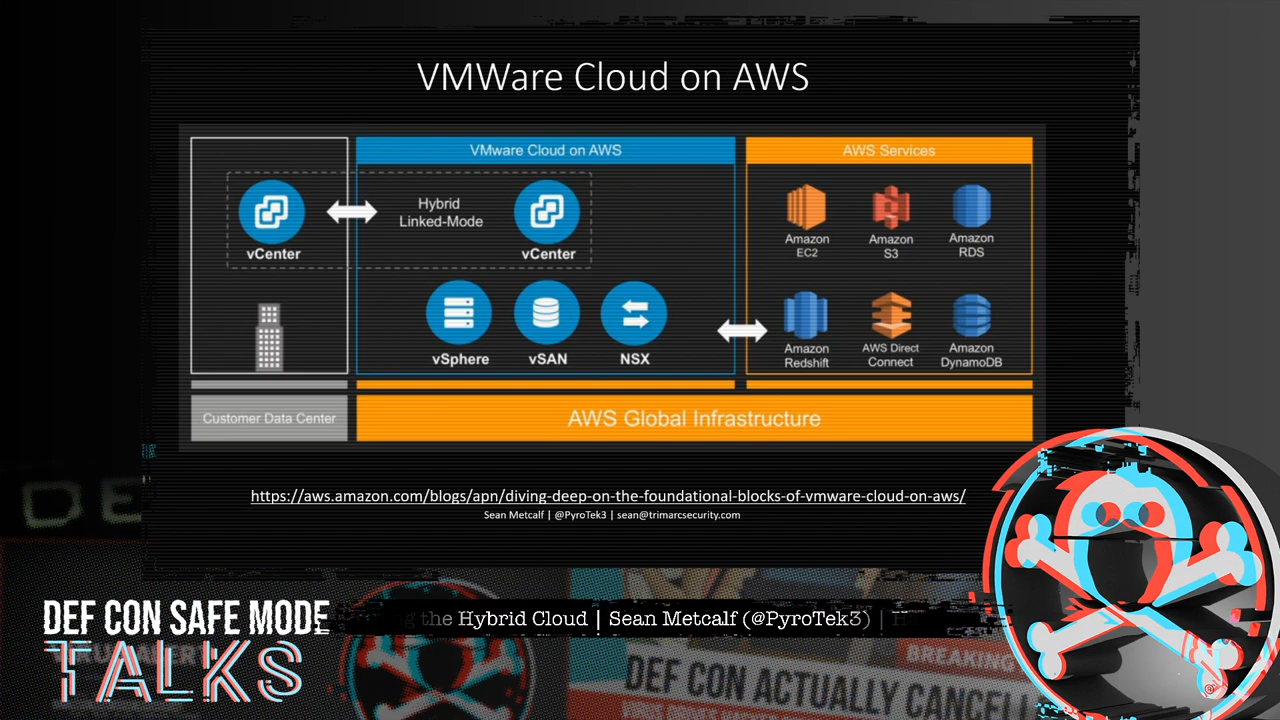 VMWare Cloud on AWS
VMware Cloud on AWS
AWS Services
Hybrid
Linked-Mode
vCenter
vCenter
Amazon
EC2
Amazon
S3
Amazon
RDS
vSphere
vSAN
NSX
Amazon
Redshift
AWS Direct
Connect
Amazon
DynamoDB
Customer Data Center
AWS Global Infrastructure
https://aws.amazon.com/blogs/apn/diving-deep-on-the-foundational-blocks-of-vmware-cloud-on-aws/
Sean Metcalf | @PyroTek3 | sean@trimarcsecurity.com
DE
DEF CON SAFE MODE
TALKS
the Hybrid Cloud | Sean Metcalf (@PyroTek3) | H
BREAKING
DEF CON ACTUALLY CANCELL